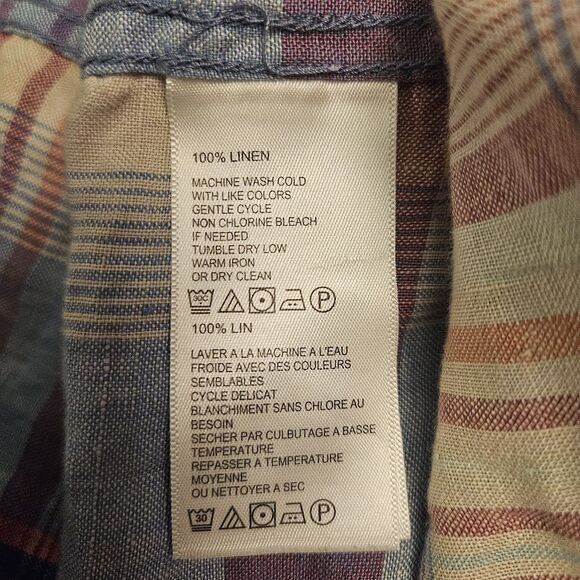 100% LINEN
MACHINE WASH COLD
WITH LIKE COLORS
GENTLE CYCLE
NON CHLORINE BLEACH
IF NEEDED
TUMBLE DRY LOW
WARM IRON
OR DRY CLEAN
30C P
100% LIN
LAVER A LA MACHINE A L'EAU
FROIDE AVEC DES COULEURS
SEMBLABLES
CYCLE DELICAT
BLANCHIMENT SANS CHLORE AU
BESOIN
SECHER PAR CULBUTAGE A BASSE
TEMPERATURE
REPASSER A TEMPERATURE
MOYENNE
OU NETTOYER A SEC
30 P